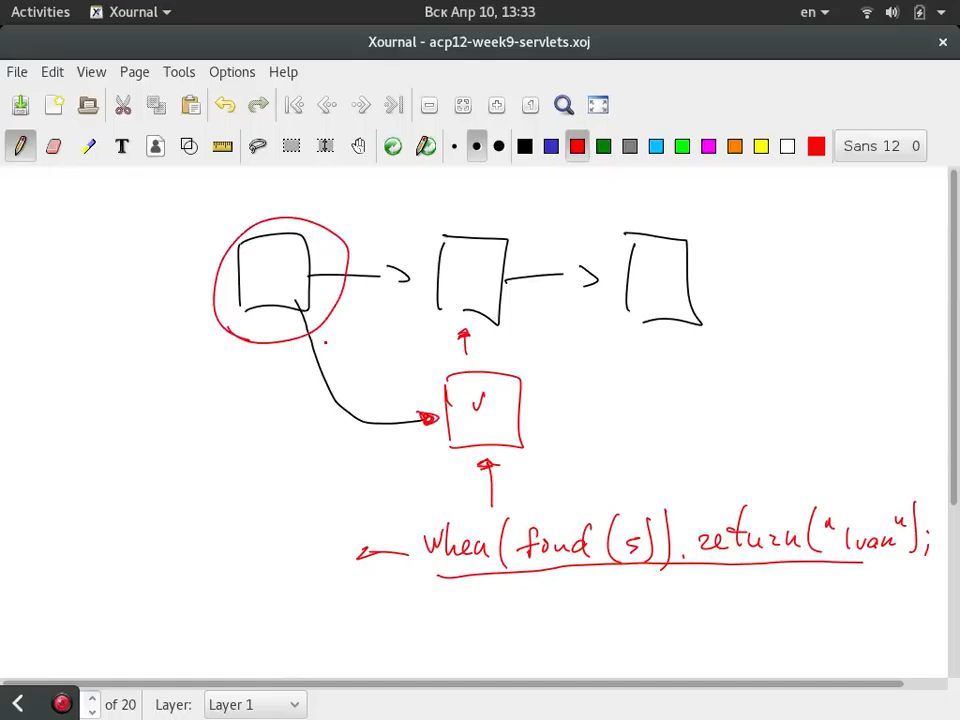 Activities Xournal Вск Апр 10, 13:33 en
Xournal - acp12-week9-servlets.xoj
File Edit View Page Tools Options Help
Sans 12 0
when(fond(s)).return("Ivan");
of 20 Layer: Layer 1